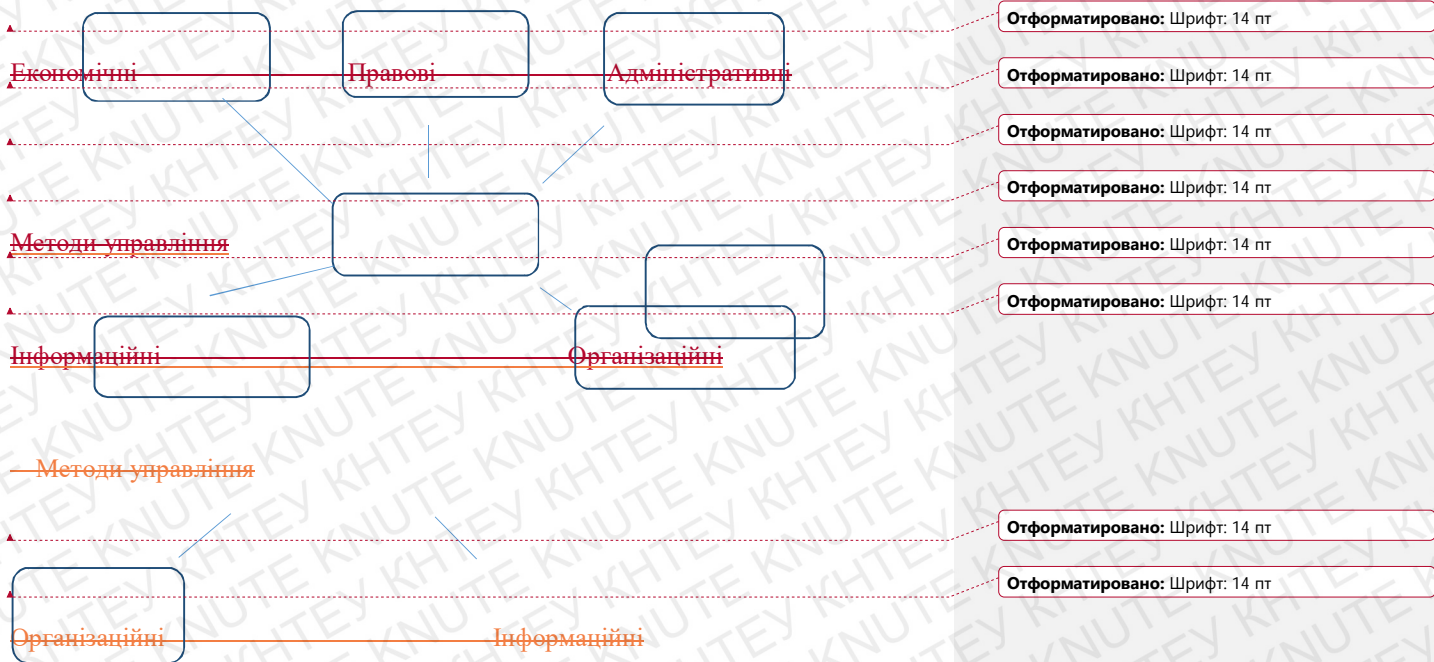 Отформатировано: Шрифт: 14 пт
Економічні Правові Адміністративні
Отформатировано: Шрифт: 14 пт
Отформатировано: Шрифт: 14 пт
Отформатировано: Шрифт: 14 пт
Методи управління
Отформатировано: Шрифт: 14 пт
Отформатировано: Шрифт: 14 пт
Інформаційні Організаційні
Методи управління
Отформатировано: Шрифт: 14 пт
Отформатировано: Шрифт: 14 пт
Організаційні Інформаційні